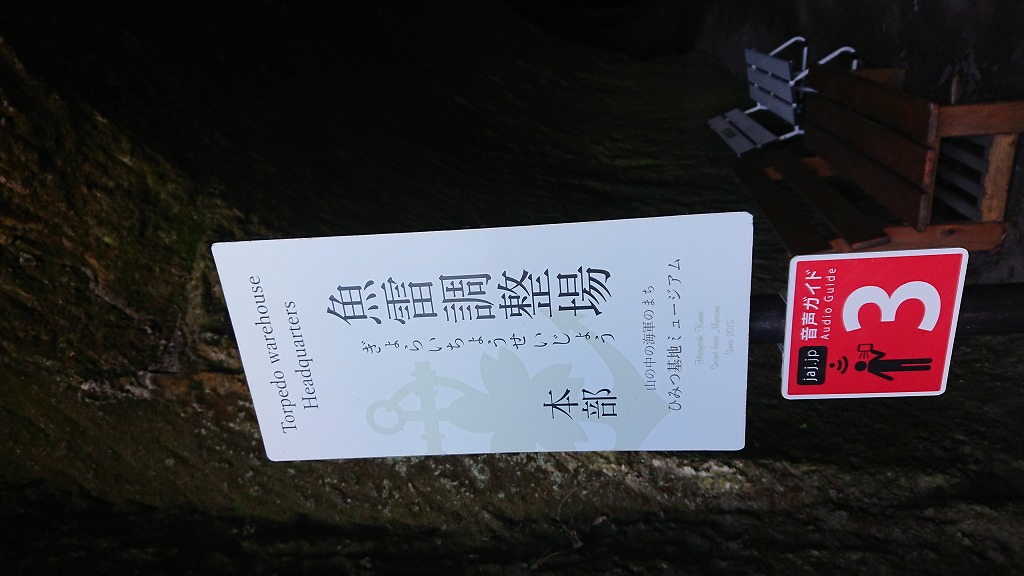 Torpedo warehouse
Headquarters
魚雷調整場
ぎょらいちょうせいじょう
本部
山の中の海軍のまち
ひみつ基地ミュージアム
Since 2015
音声ガイド
Audio Guide
3
jaj.jp